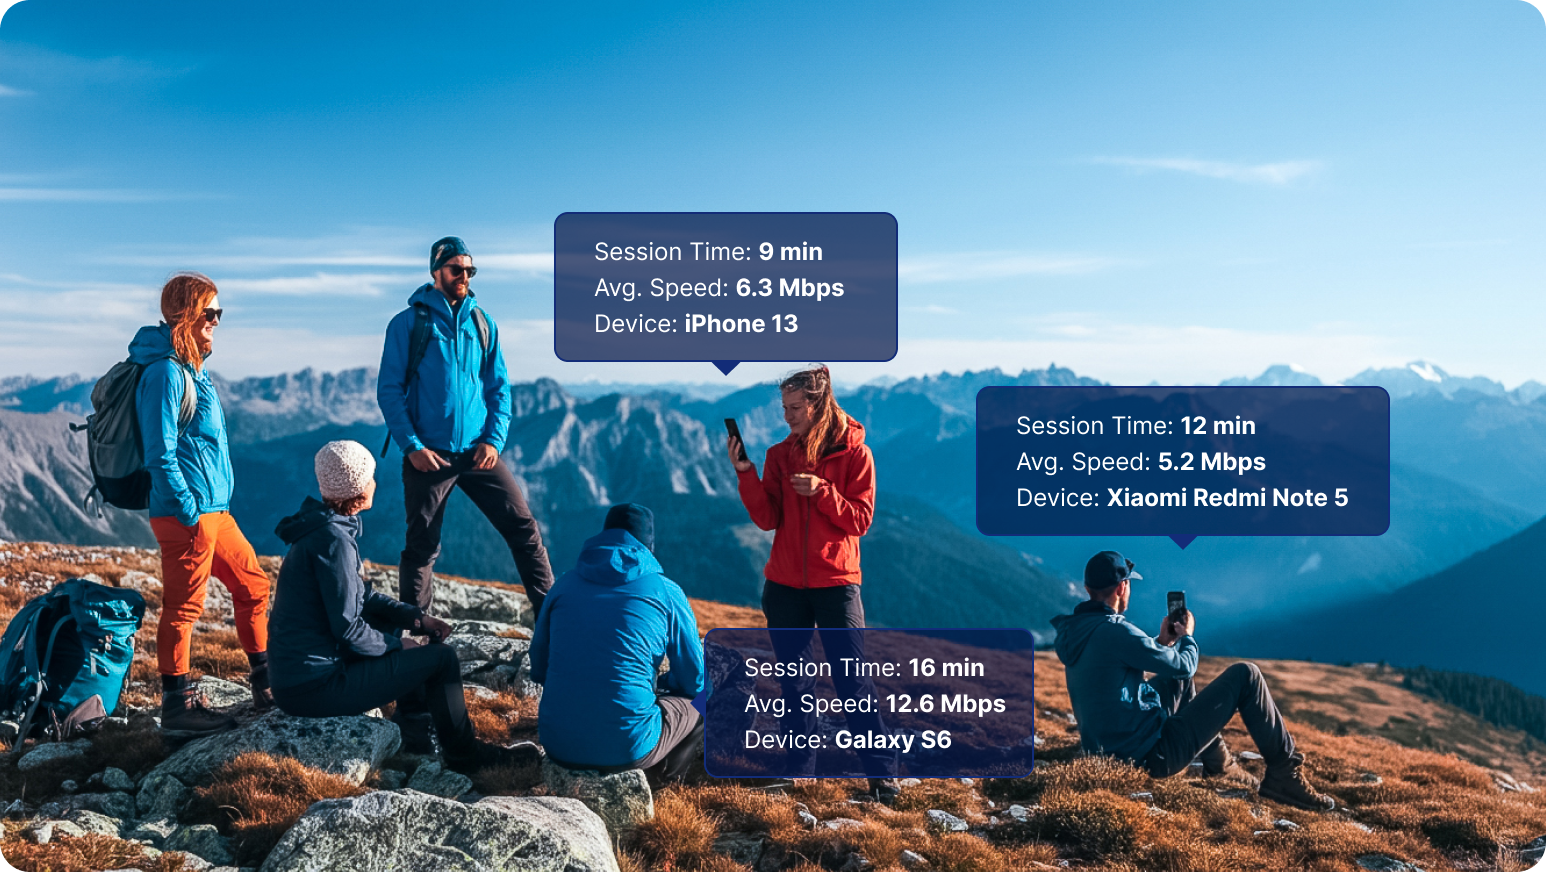 Session Time: 9 min
Avg. Speed: 6.3 Mbps
Device: iPhone 13
Session Time: 12 min
Avg. Speed: 5.2 Mbps
Device: Xiaomi Redmi Note 5
Session Time: 16 min
Avg. Speed: 12.6 Mbps
Device: Galaxy S6